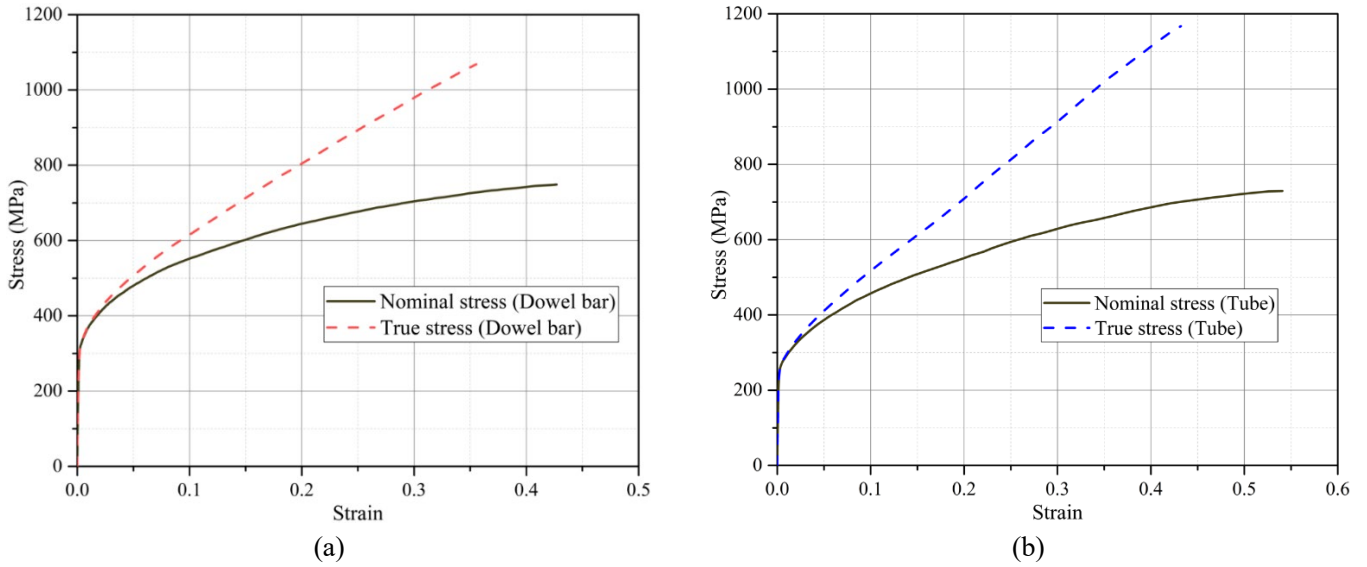 1200
1000
800
600
400
200
0
Stress (MPa)
Nominal stress (Dowel bar)
True stress (Dowel bar)
0.0 0.1 0.2 0.3 0.4 0.5
Strain
(a)
1200
1000
800
600
400
200
0
Stress (MPa)
Nominal stress (Tube)
True stress (Tube)
0.0 0.1 0.2 0.3 0.4 0.5 0.6
Strain
(b)